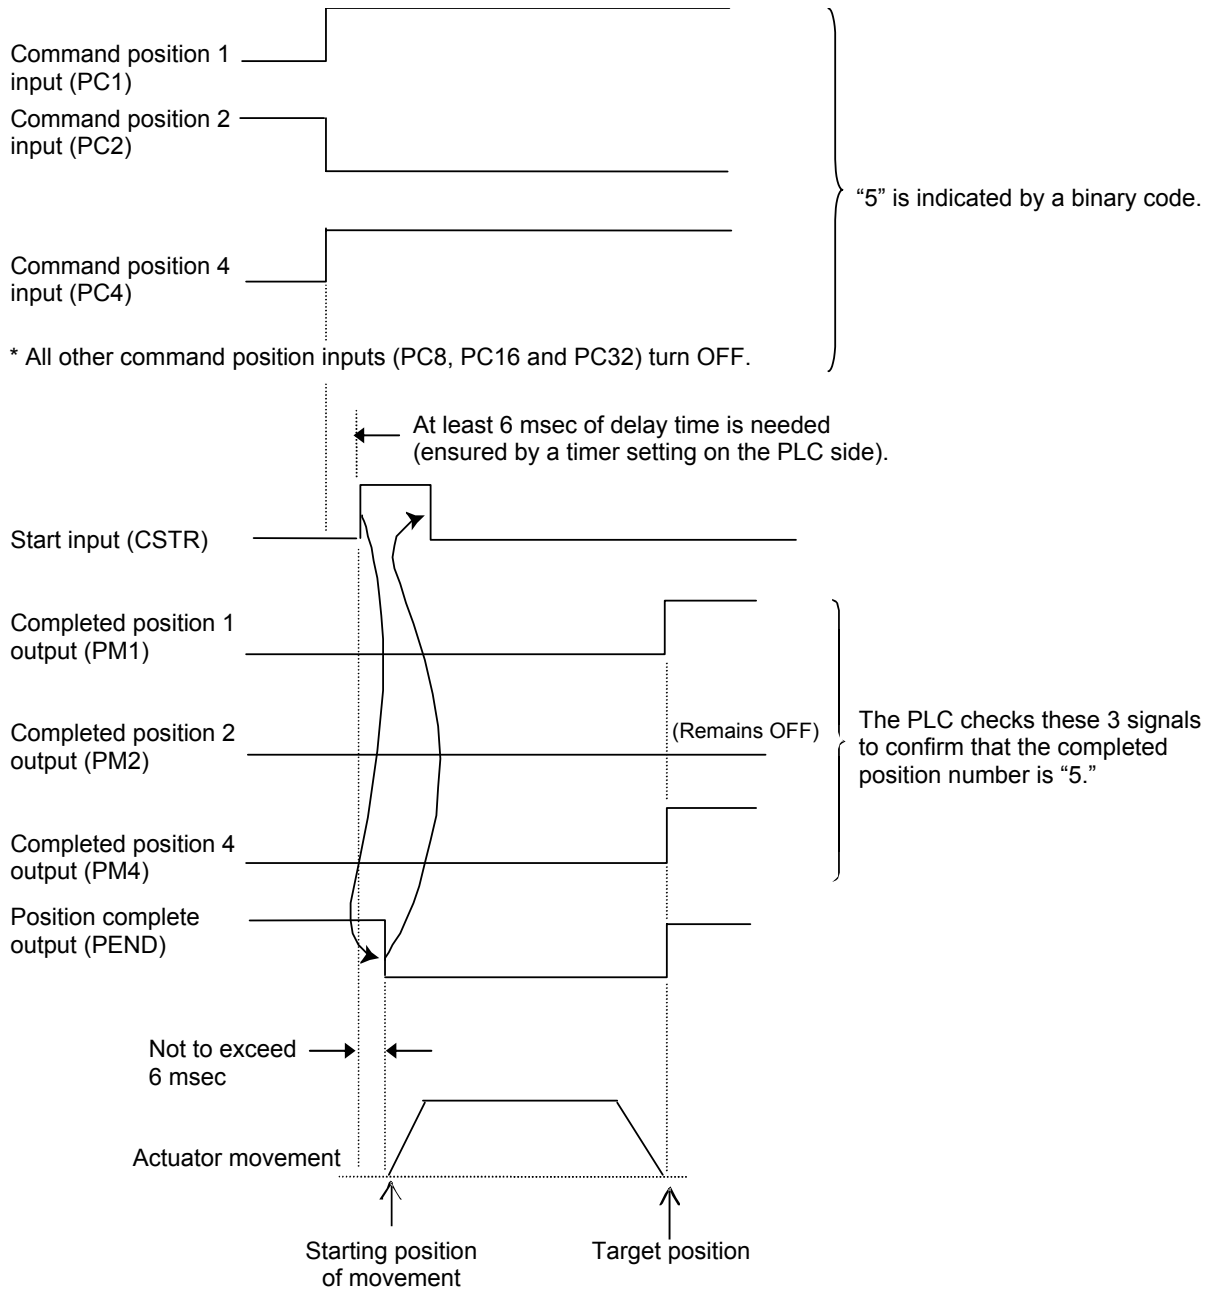 Command position 1
input (PC1)
Command position 2
input (PC2)
“5” is indicated by a binary code.
Command position 4
input (PC4)
* All other command position inputs (PC8, PC16 and PC32) turn OFF.
At least 6 msec of delay time is needed
(ensured by a timer setting on the PLC side).
Start input (CSTR)
Completed position 1
output (PM1)
Completed position 2
output (PM2)
(Remains OFF)
The PLC checks these 3 signals
to confirm that the completed
position number is “5.”
Completed position 4
output (PM4)
Position complete
output (PEND)
Not to exceed
6 msec
Actuator movement
Starting position
of movement
Target position